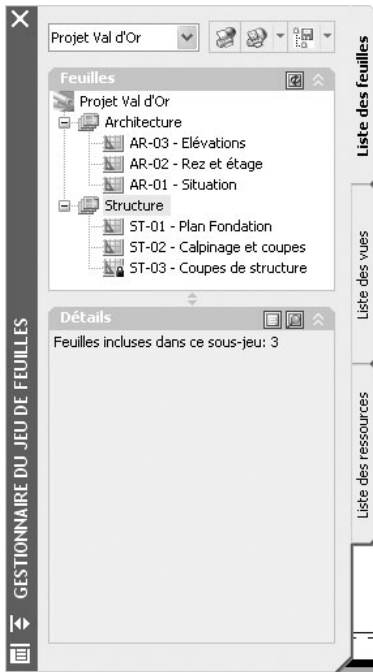 Projet Val d'Or
Feuilles
Projet Val d'Or
Architecture
AR-03 - Elévations
AR-02 - Rez et étage
AR-01 - Situation
Structure
ST-01 - Plan Fondation
ST-02 - Calpinage et coupes
ST-03 - Coupes de structure
Détails
Feuilles incluses dans ce sous-jeu: 3
GESTIONNAIRE DU JEU DE FEUILLES
Liste des feuilles
Liste des vues
Liste des ressources